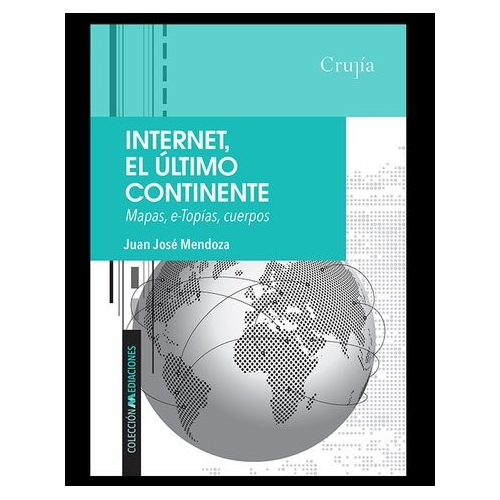 Crujía
INTERNET,
EL ÚLTIMO
CONTINENTE
Mapas, e-Topías, cuerpos
Juan José Mendoza
COLECCIÓN MEDIACIONES